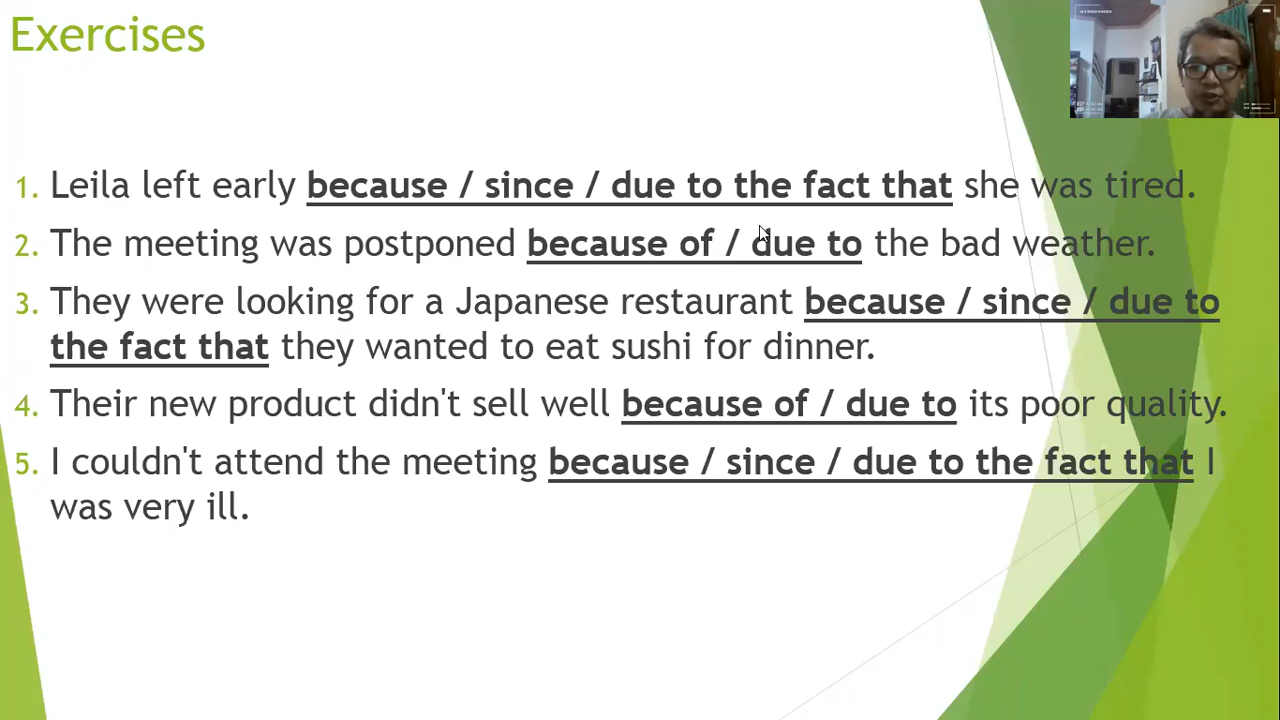 Exercises
1. Leila left early because / since / due to the fact that she was tired.
2. The meeting was postponed because of / due to the bad weather.
3. They were looking for a Japanese restaurant because / since / due to
the fact that they wanted to eat sushi for dinner.
4. Their new product didn't sell well because of / due to its poor quality.
5. I couldn't attend the meeting because / since / due to the fact that I
was very ill.